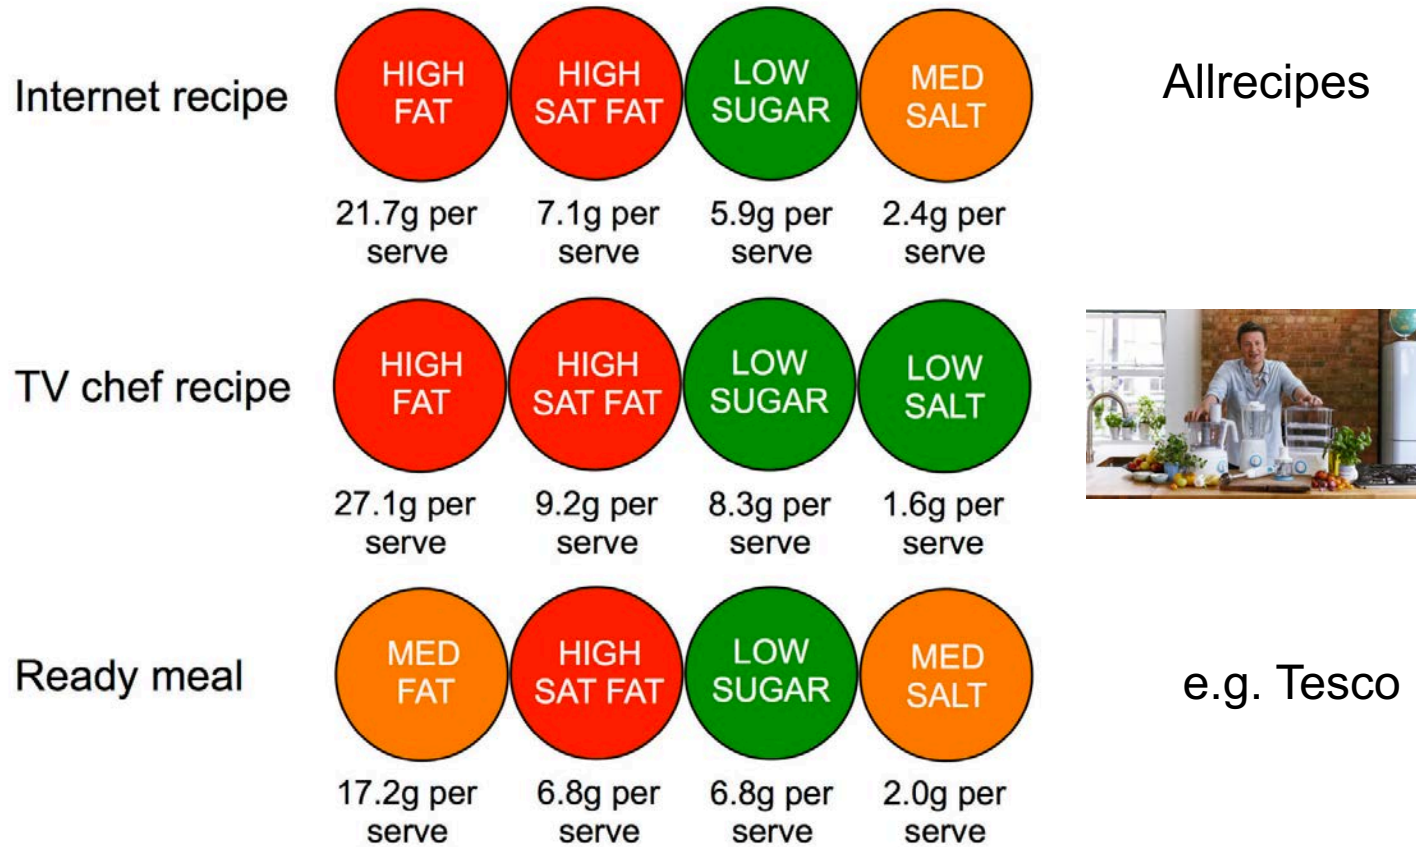 Internet recipe
HIGH
FAT
HIGH
SAT FAT
LOW
SUGAR
MED
SALT
Allrecipes
21.7g per
serve
7.1g per
serve
5.9g per
serve
2.4g per
serve
TV chef recipe
HIGH
FAT
HIGH
SAT FAT
LOW
SUGAR
LOW
SALT
27.1g per
serve
9.2g per
serve
8.3g per
serve
1.6g per
serve
Ready meal
MED
FAT
HIGH
SAT FAT
LOW
SUGAR
MED
SALT
e.g. Tesco
17.2g per
serve
6.8g per
serve
6.8g per
serve
2.0g per
serve